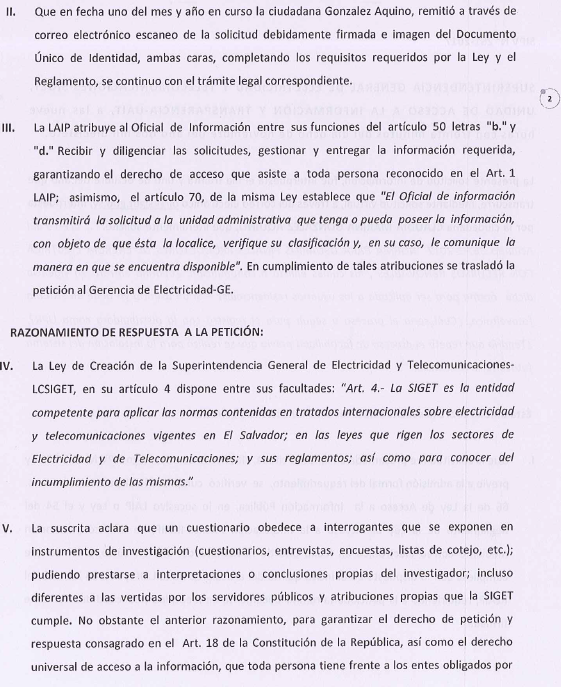 II. Que en fecha uno del mes y año en curso la ciudadana Gonzalez Aquino, remitió a través de
correo electrónico escaneo de la solicitud debidamente firmada e imagen del Documento
Único de Identidad, ambas caras, completando los requisitos requeridos por la Ley y el
Reglamento, se continuo con el trámite legal correspondiente.
2
III. La LAIP atribuye al Oficial de Información entre sus funciones del artículo 50 letras "b." y
"d." Recibir y diligenciar las solicitudes, gestionar y entregar la información requerida,
garantizando el derecho de acceso que asiste a toda persona reconocido en el Art. 1
LAIP; asimismo, el artículo 70, de la misma Ley establece que "El Oficial de información
transmitirá la solicitud a la unidad administrativa que tenga o pueda poseer la información,
con objeto de que ésta la localice, verifique su clasificación y, en su caso, le comunique la
manera en que se encuentra disponible". En cumplimiento de tales atribuciones se trasladó la
petición al Gerencia de Electricidad-GE.
RAZONAMIENTO DE RESPUESTA A LA PETICIÓN:
IV. La Ley de Creación de la Superintendencia General de Electricidad y Telecomunicaciones-
LCSIGET, en su artículo 4 dispone entre sus facultades: "Art. 4.- La SIGET es la entidad
competente para aplicar las normas contenidas en tratados internacionales sobre electricidad
y telecomunicaciones vigentes en El Salvador; en las leyes que rigen los sectores de
Electricidad y de Telecomunicaciones; y sus reglamentos; así como para conocer del
incumplimiento de las mismas."
V. La suscrita aclara que un cuestionario obedece a interrogantes que se exponen en
instrumentos de investigación (cuestionarios, entrevistas, encuestas, listas de cotejo, etc.);
pudiendo prestarse a interpretaciones o conclusiones propias del investigador; incluso
diferentes a las vertidas por los servidores públicos y atribuciones propias que la SIGET
cumple. No obstante el anterior razonamiento, para garantizar el derecho de petición y
respuesta consagrado en el Art. 18 de la Constitución de la República, así como el derecho
universal de acceso a la información, que toda persona tiene frente a los entes obligados por